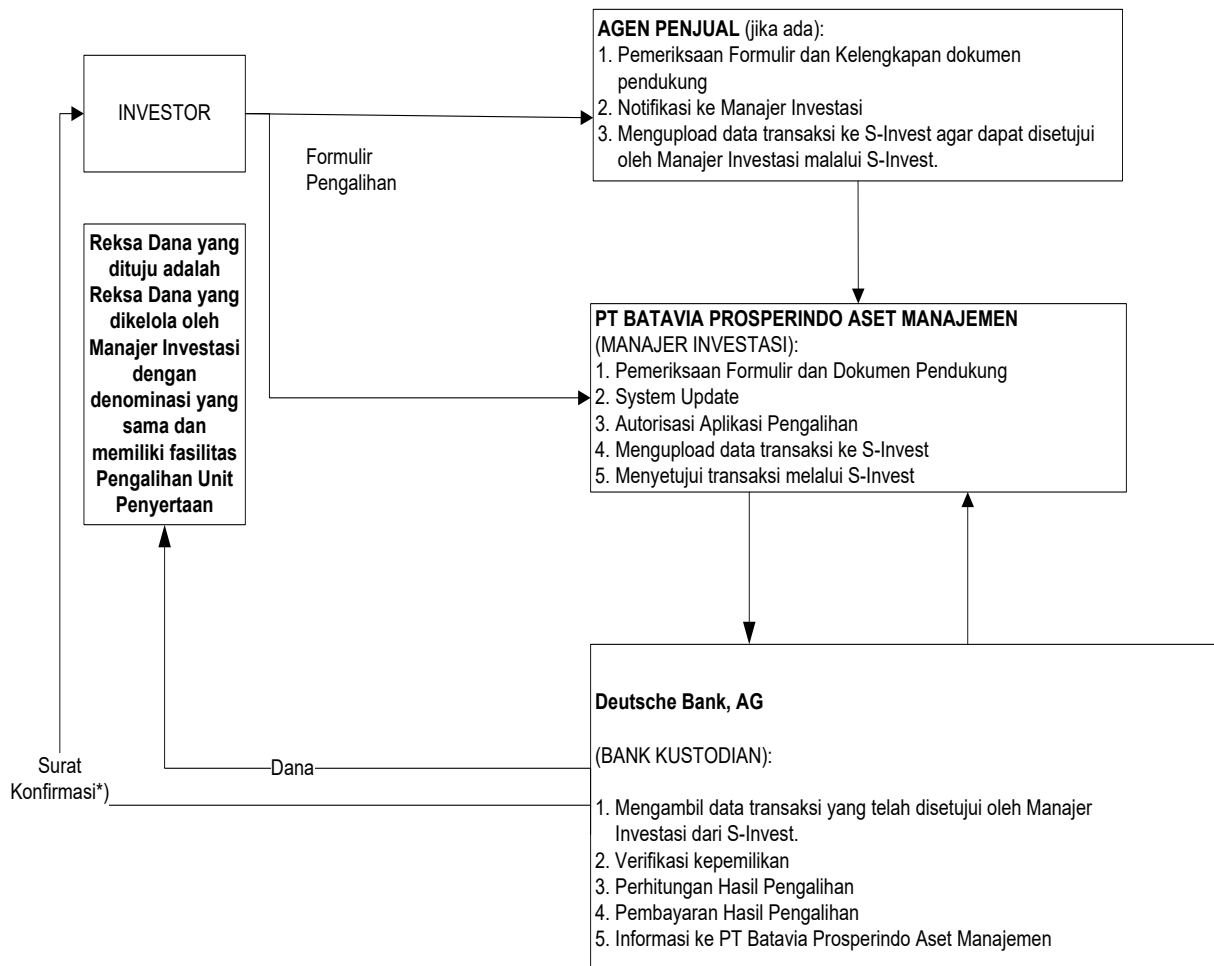 INVESTOR
AGEN PENJUAL (jika ada):
1. Pemeriksaan Formulir dan Kelengkapan dokumen
pendukung
2. Notifikasi ke Manajer Investasi
3. Mengupload data transaksi ke S-Invest agar dapat disetujui
oleh Manajer Investasi malalui S-Invest.
Formulir
Pengalihan
Reksa Dana yang
dituju adalah
Reksa Dana yang
dikelola oleh
Manajer Investasi
dengan
denominasi yang
sama dan
memiliki fasilitas
Pengalihan Unit
Penyertaan
PT BATAVIA PROSPERINDO ASET MANAJEMEN
(MANAJER INVESTASI):
1. Pemeriksaan Formulir dan Dokumen Pendukung
2. System Update
3. Autorisasi Aplikasi Pengalihan
4. Mengupload data transaksi ke S-Invest
5. Menyetujui transaksi melalui S-Invest
Surat
Konfirmasi*)
Dana
Deutsche Bank, AG
(BANK KUSTODIAN):
1. Mengambil data transaksi yang telah disetujui oleh Manajer
Investasi dari S-Invest.
2. Verifikasi kepemilikan
3. Perhitungan Hasil Pengalihan
4. Pembayaran Hasil Pengalihan
5. Informasi ke PT Batavia Prosperindo Aset Manajemen